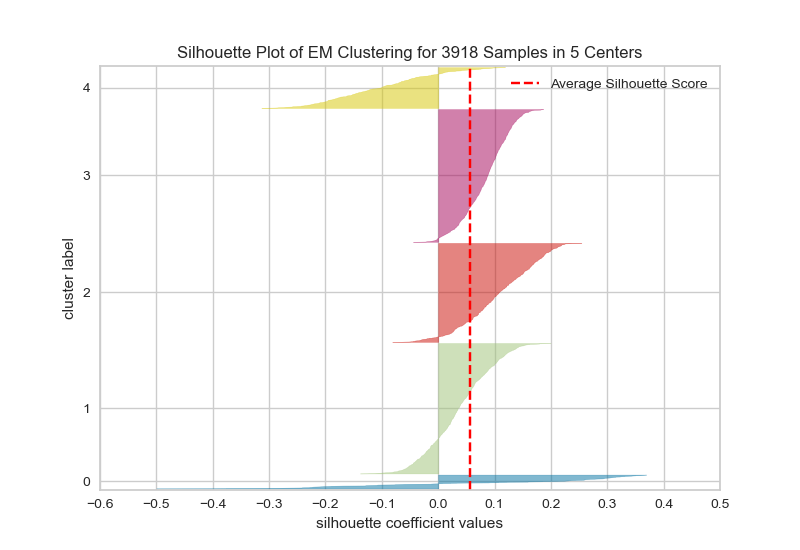 Silhouette Plot of EM Clustering for 3918 Samples in 5 Centers
Average Silhouette Score
4
3
2
1
0
cluster label
−0.6 −0.5 −0.4 −0.3 −0.2 −0.1 0.0 0.1 0.2 0.3 0.4 0.5
silhouette coefficient values